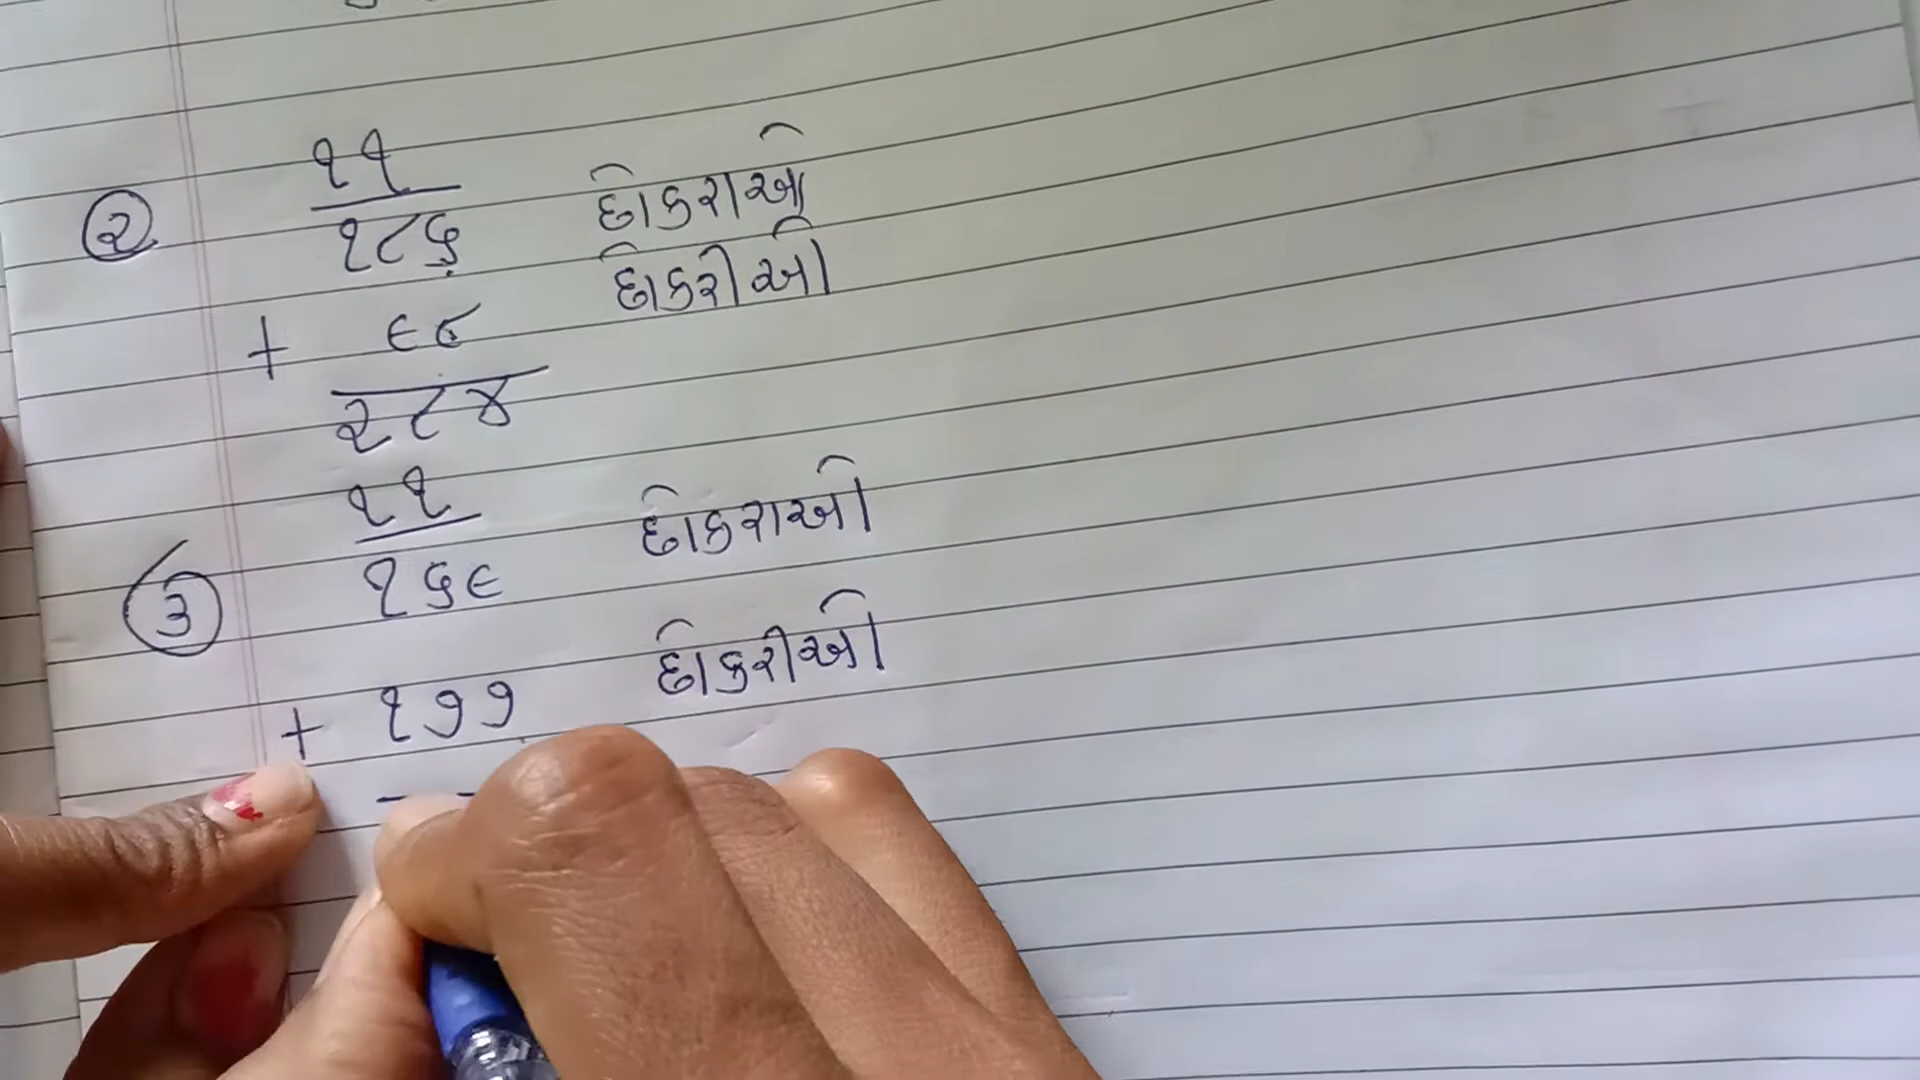 ૧૧
૨ ૧૮૬ છોકરાઓ
+ ૯૮ છોકરીઓ
૨૮૪
૧૧
૩ ૧૬૯ છોકરાઓ
+ ૧૭૭ છોકરીઓ